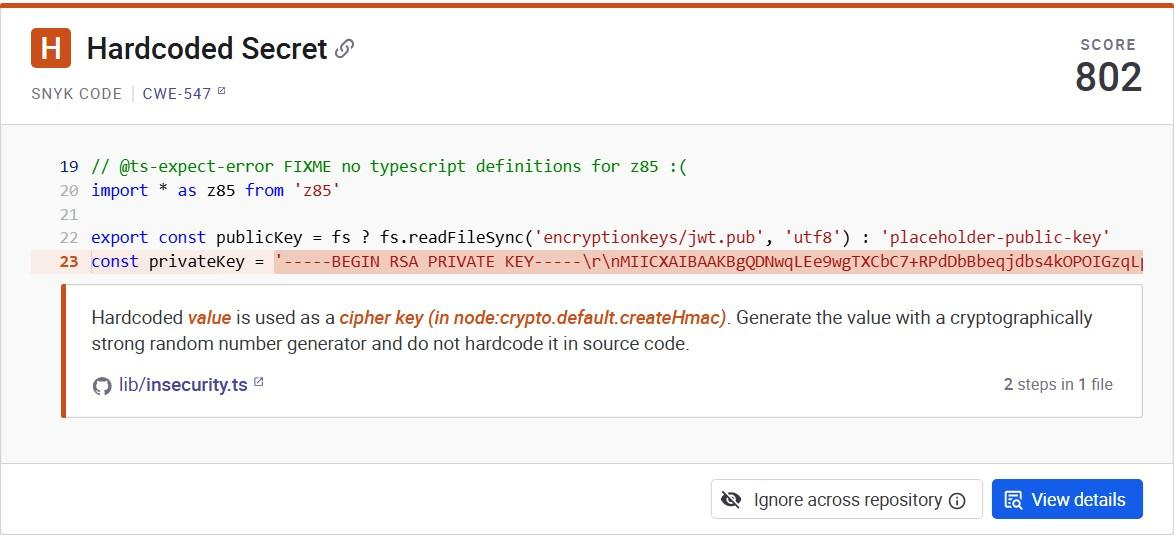 H Hardcoded Secret
SCORE
802
SNYK CODE | CWE-547
19 // @ts-expect-error FIXME no typescript definitions for z85 :(
20 import * as z85 from 'z85'
21
22 export const publicKey = fs ? fs.readFileSync('encryptionkeys/jwt.pub', 'utf8') : 'placeholder-public-key'
23 const privateKey = '-----BEGIN RSA PRIVATE KEY-----\r\nMIICXAIBAAKBgQDNwqLEe9wgTXCbC7+RPdDbBbeqjdbs4kOPOIGzqLp
Hardcoded value is used as a cipher key (in node:crypto.default.createHmac). Generate the value with a cryptographically
strong random number generator and do not hardcode it in source code.
lib/insecurity.ts
2 steps in 1 file
Ignore across repository
View details